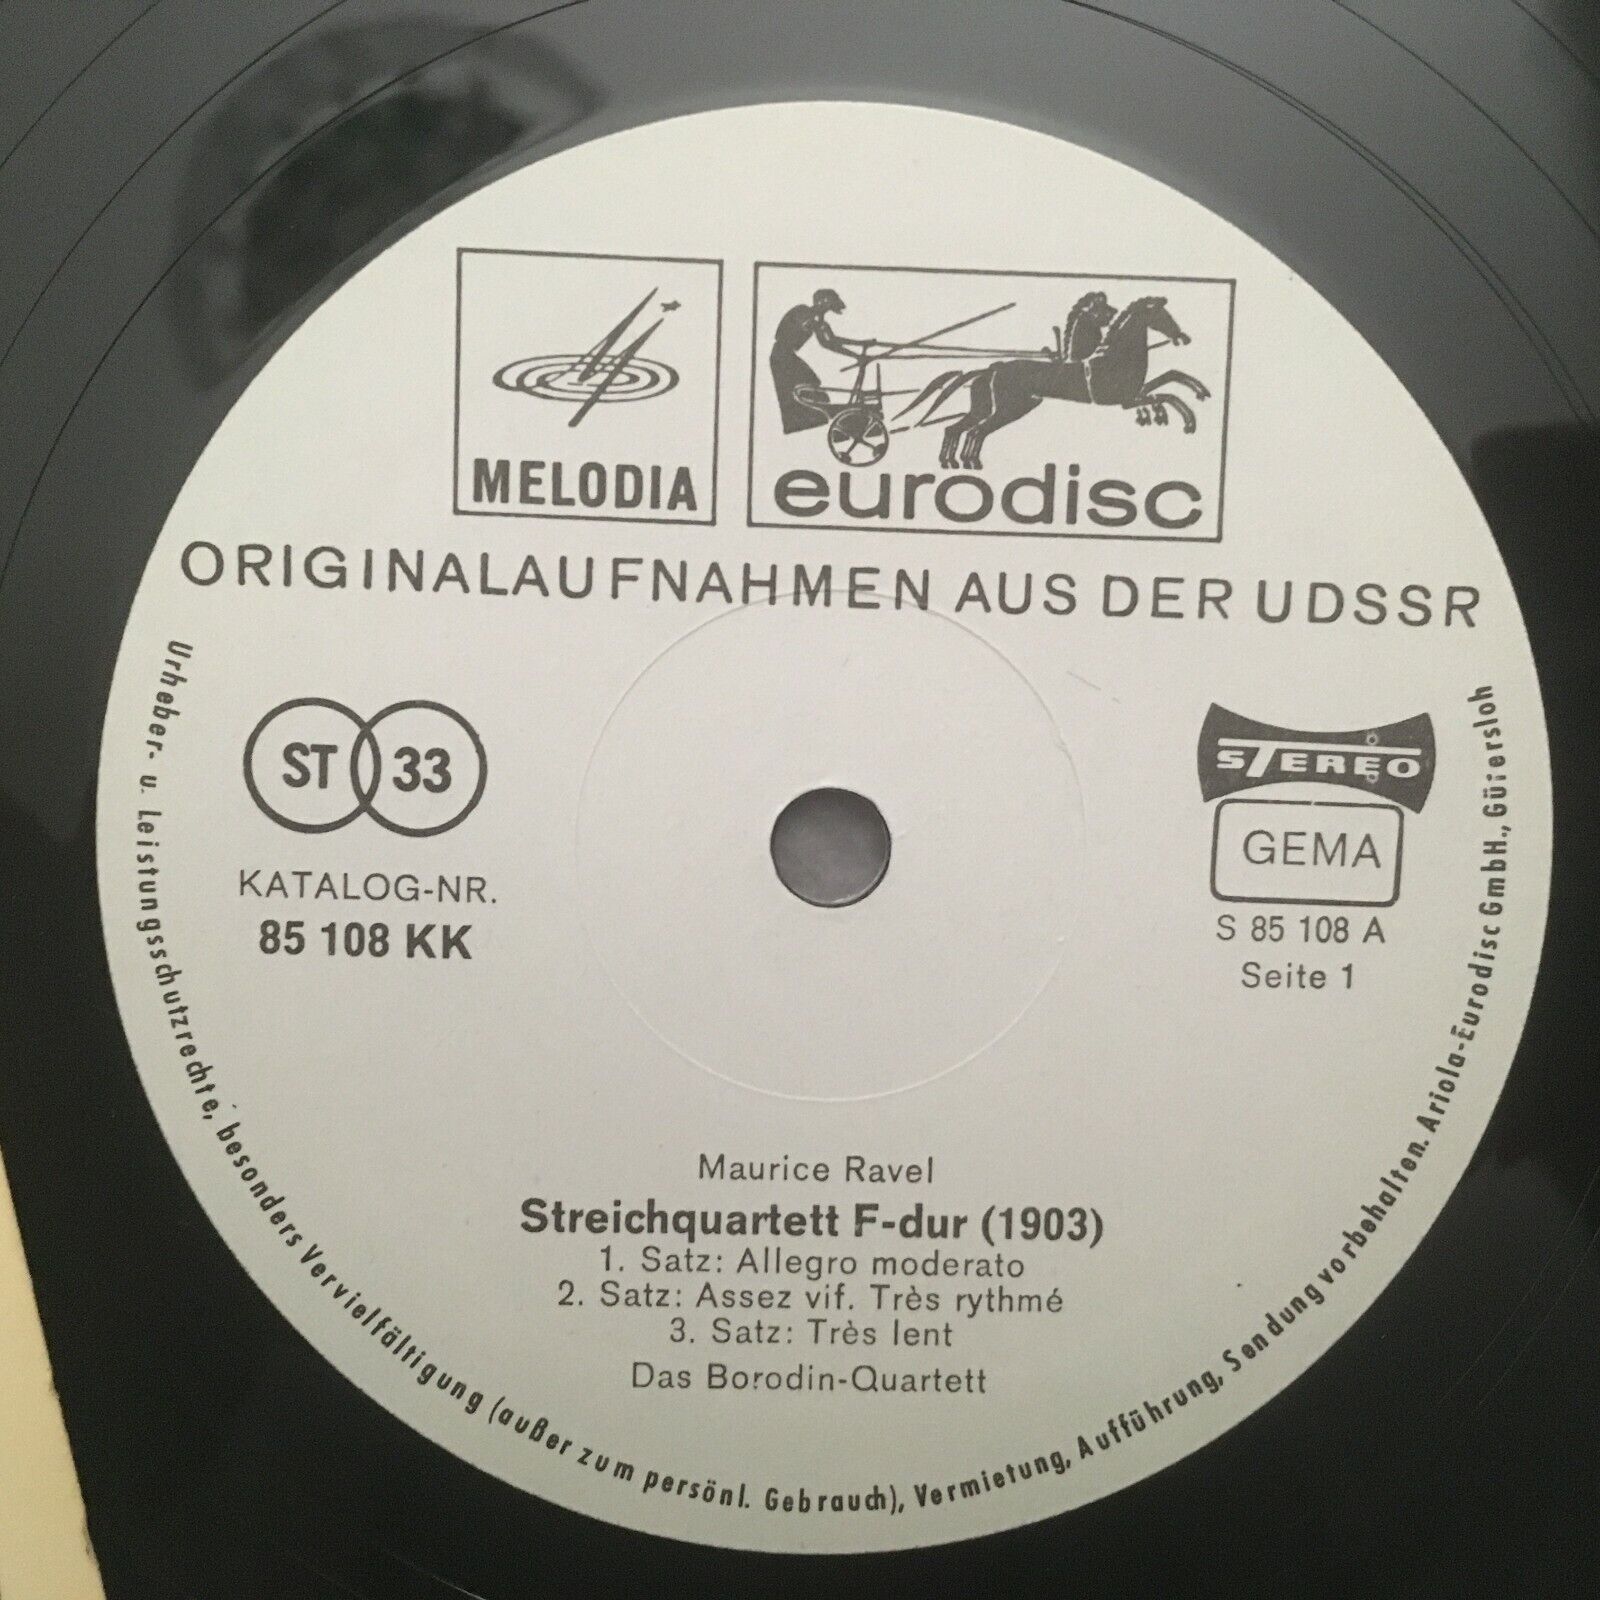 MELODIA
eurodisc
ORIGINALAUFNAHMEN AUS DER UDSSR
ST 33
KATALOG-NR.
85 108 KK
STEREO
GEMA
S 85 108 A
Seite 1
Maurice Ravel
Streichquartett F-dur (1903)
1. Satz: Allegro moderato
2. Satz: Assez vif. Très rythmé
3. Satz: Très lent
Das Borodin-Quartett
Urheber- u. Leistungsschutzrechte, besonders Vervielfältigung (außer zum persönl. Gebrauch), Vermietung, Aufführung, Sendung vorbehalten. Ariola-Eurodisc GmbH., Gütersloh